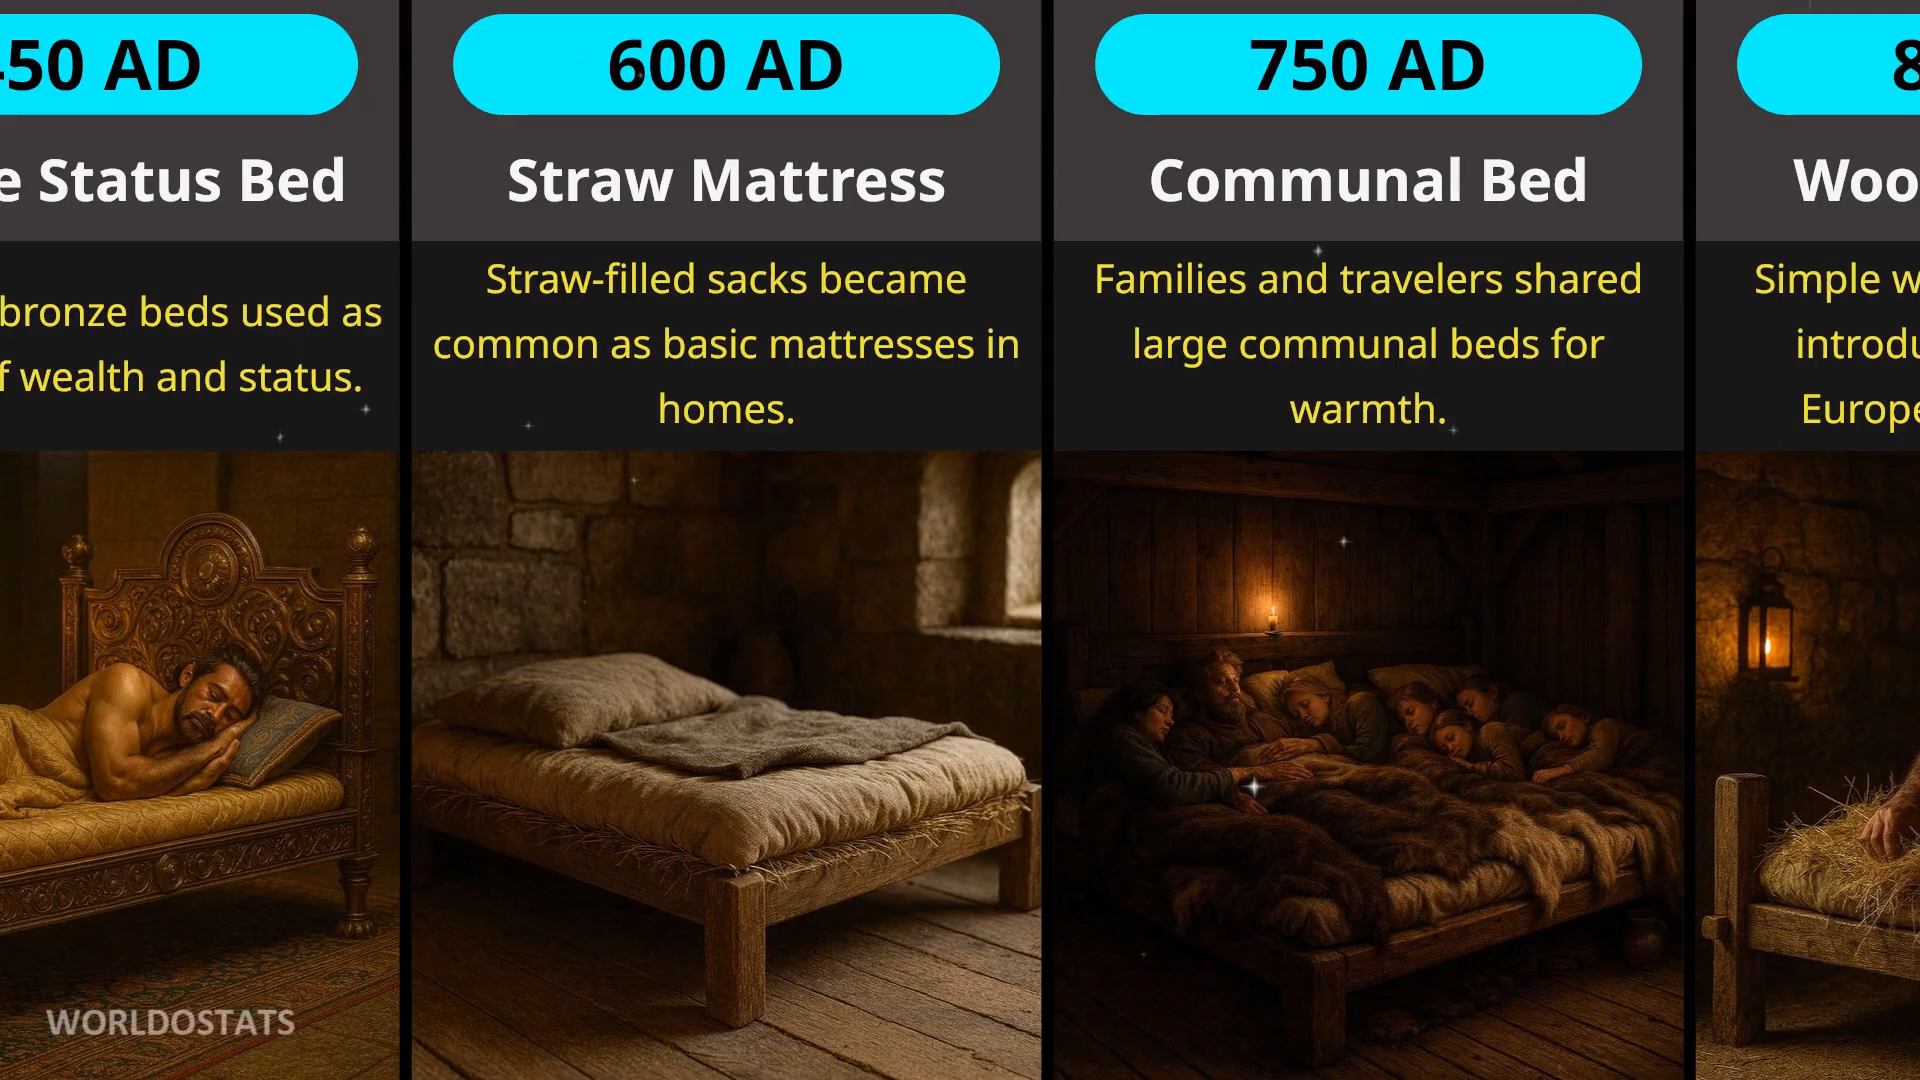 50 AD
e Status Bed
bronze beds used as
f wealth and status.
600 AD
Straw Mattress
Straw-filled sacks became
common as basic mattresses in
homes.
750 AD
Communal Bed
Families and travelers shared
large communal beds for
warmth.
8
Woo
Simple w
introdu
Europe
WORLDOSTATS